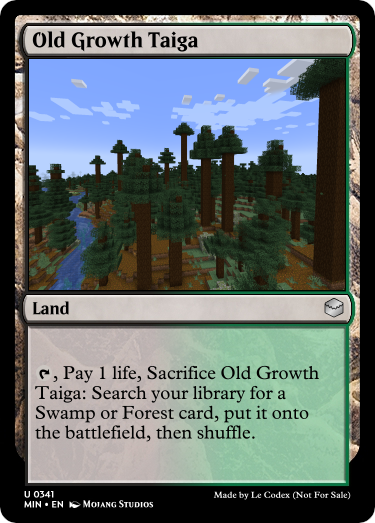 Old Growth Taiga
Land
, Pay 1 life, Sacrifice Old Growth
Taiga: Search your library for a
Swamp or Forest card, put it onto
the battlefield, then shuffle.
U 0341
MIN • EN Mojang Studios
Made by Le Codex (Not For Sale)